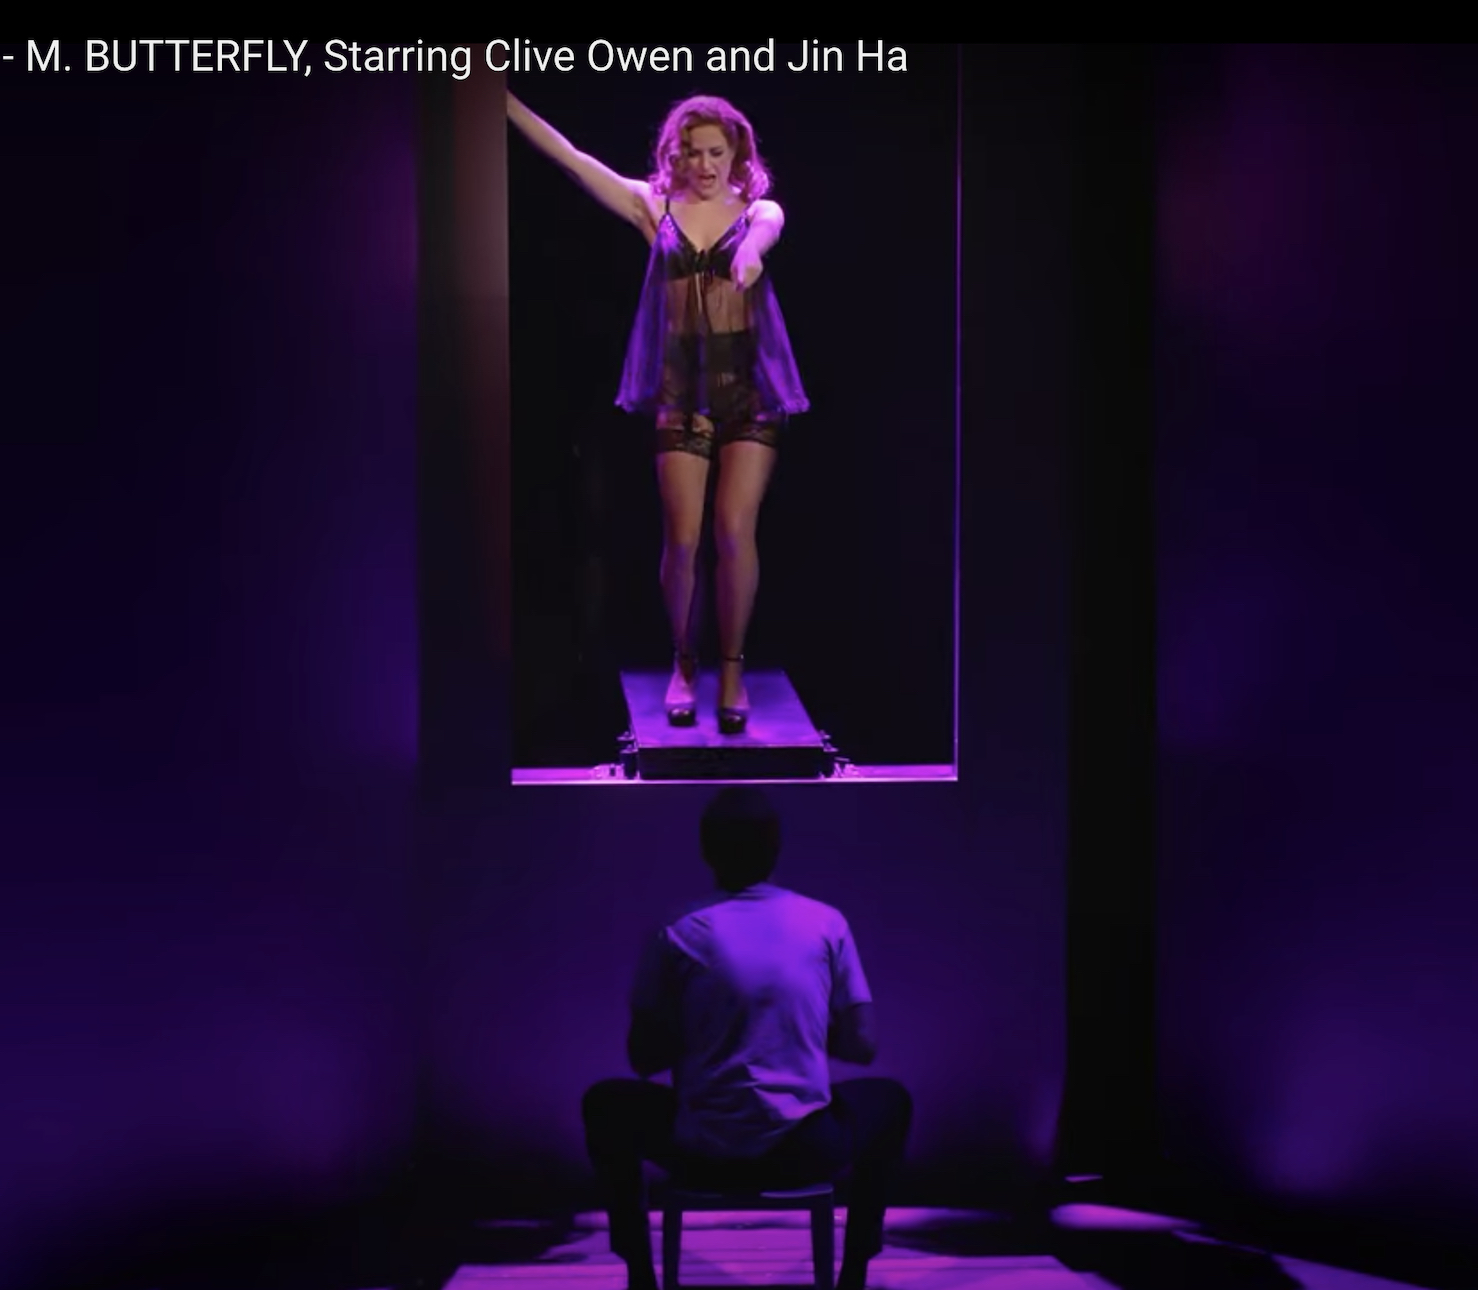 - M. BUTTERFLY, Starring Clive Owen and Jin Ha